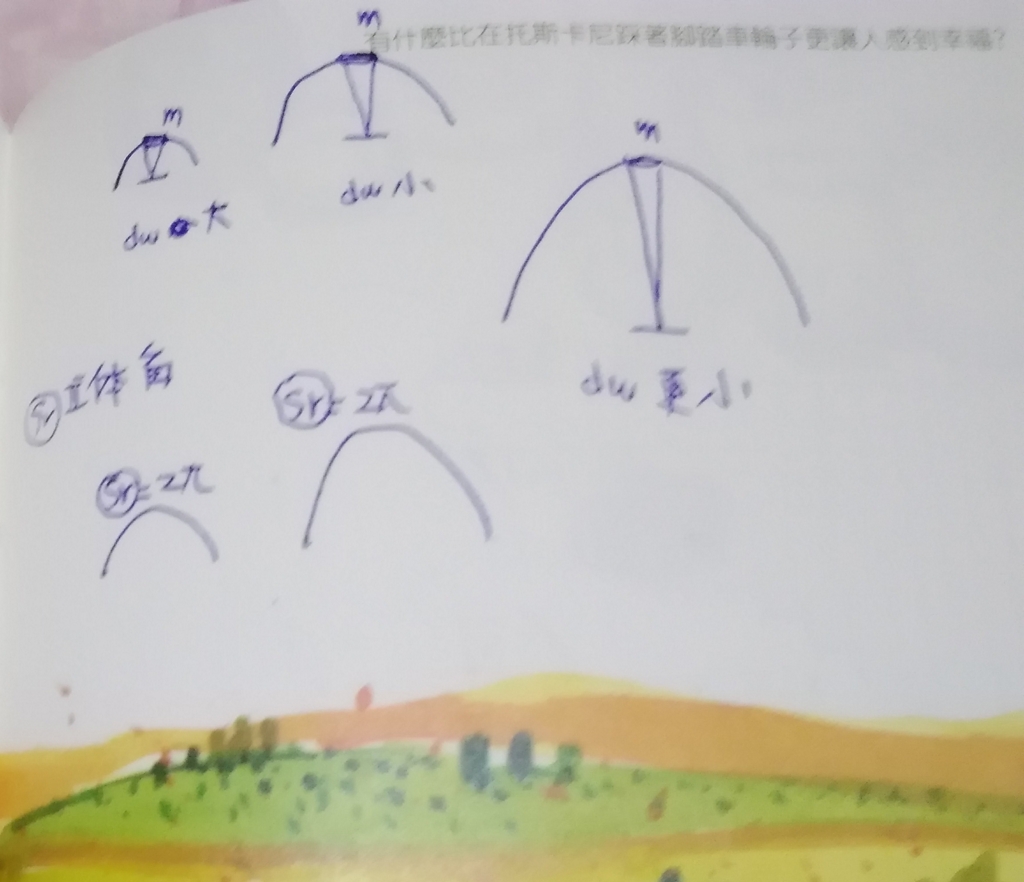 有什麼比在托斯卡尼踩著腳踏車輪子更讓人感到幸福?
m
m
m
dw 大
dw 小
dw 更小
Sr 立体角
Sr = 2π
Sr = 2π